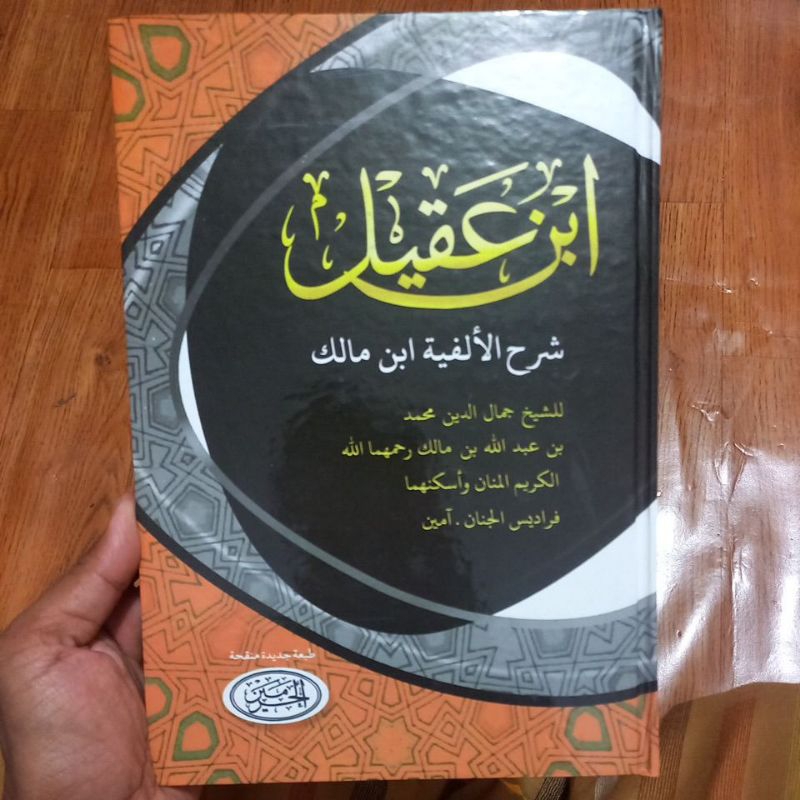 ابن عقيل
شرح الألفية ابن مالك
للشيخ جمال الدين محمد
بن عبد الله بن مالك رحمهما الله
الكريم المنان وأسكنهما
فراديس الجنان . آمين
طبعة جديدة منقحة
الحرمين